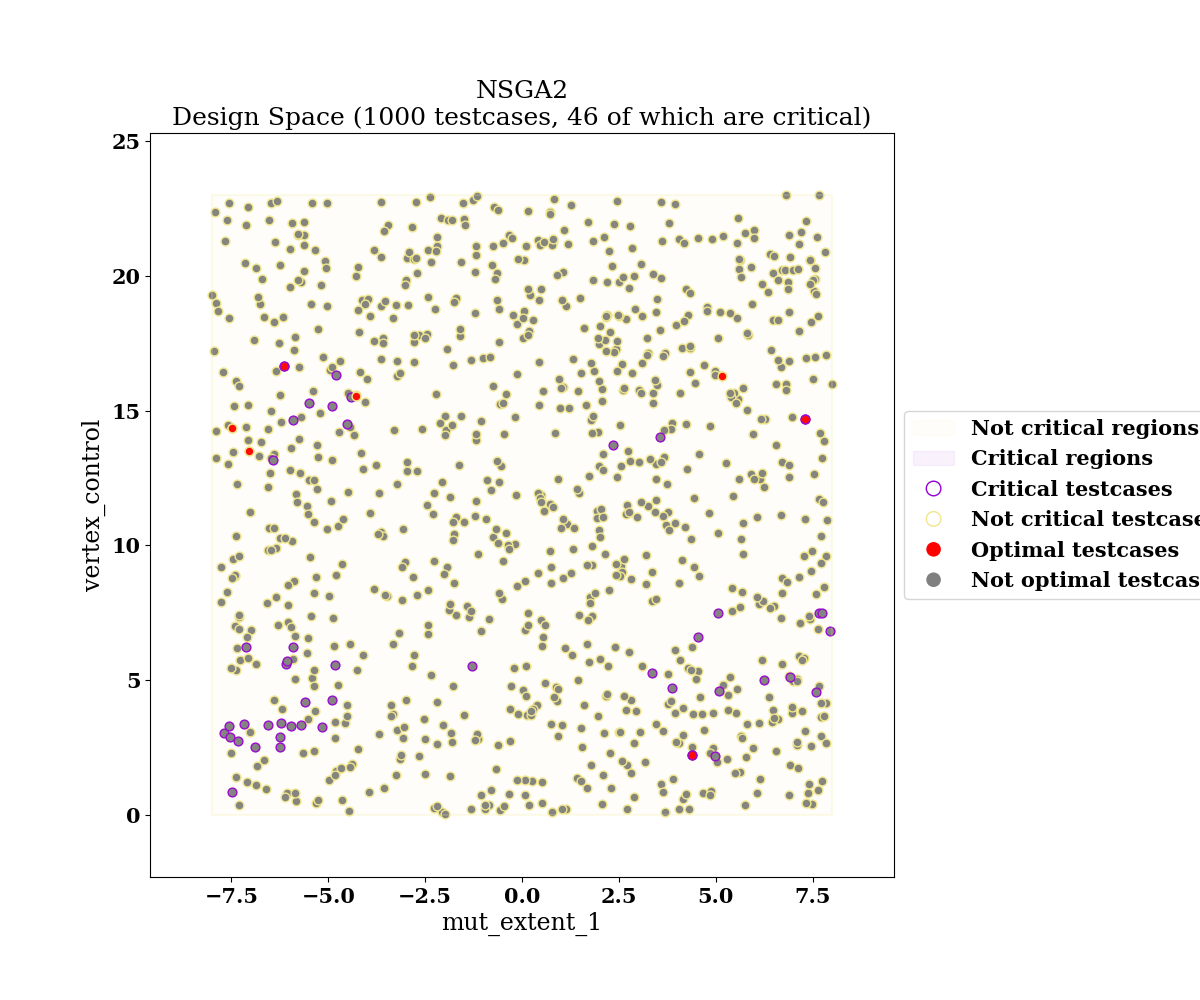 NSGA2
Design Space (1000 testcases, 46 of which are critical)
25
20
15
10
5
0
vertex_control
−7.5 −5.0 −2.5 0.0 2.5 5.0 7.5
mut_extent_1
Not critical regions
Critical regions
Critical testcases
Not critical testcase
Optimal testcases
Not optimal testcas